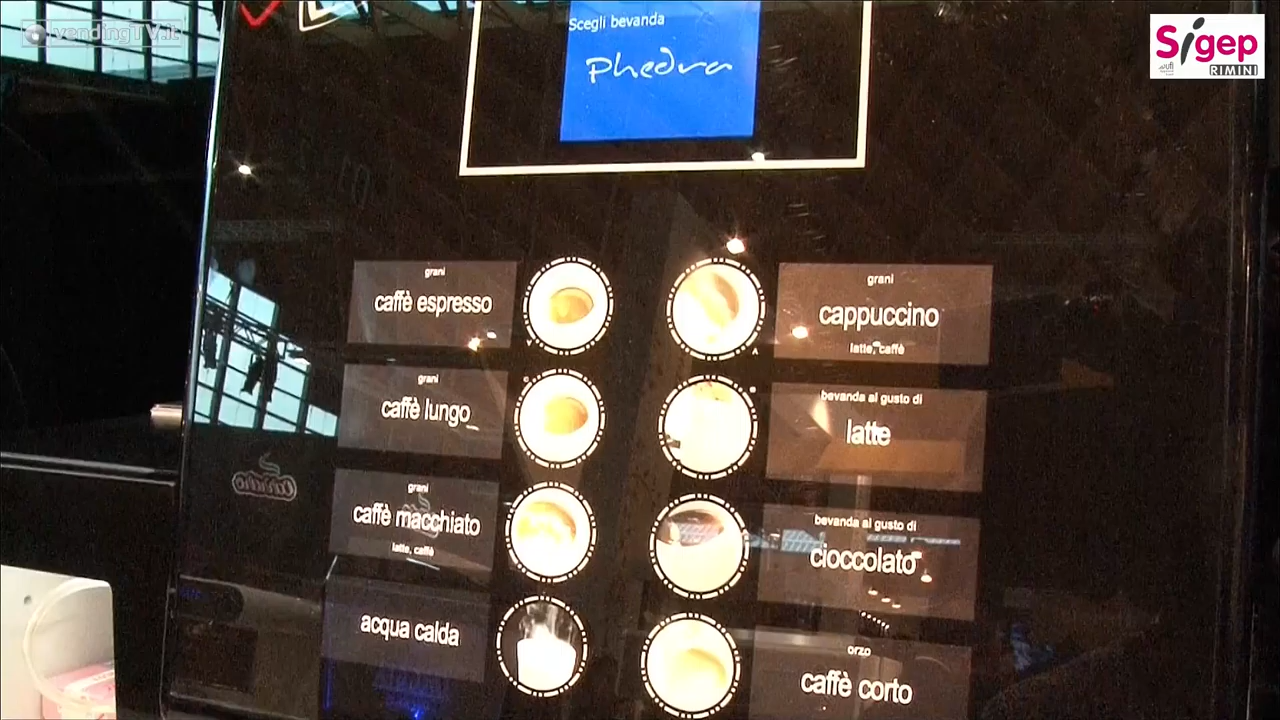 vendingTV.it
Sigep
RIMINI
Scegli bevanda
phedra
grani
caffè espresso
grani
cappuccino
latte, caffè
grani
caffè lungo
bevanda al gusto di
latte
grani
caffè macchiato
latte, caffè
bevanda al gusto di
cioccolato
acqua calda
orzo
caffè corto